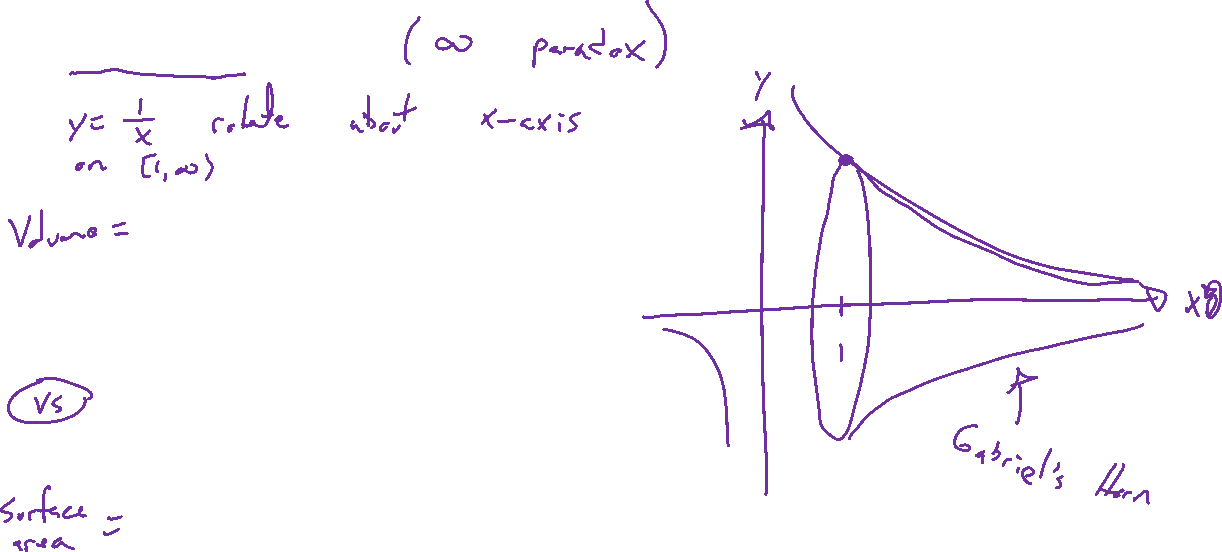 (∞ paradox)
y = 1/x rotate about x-axis
on [1, ∞)
Volume =
vs
Surface
area =
y
x
1
Gabriel's Horn